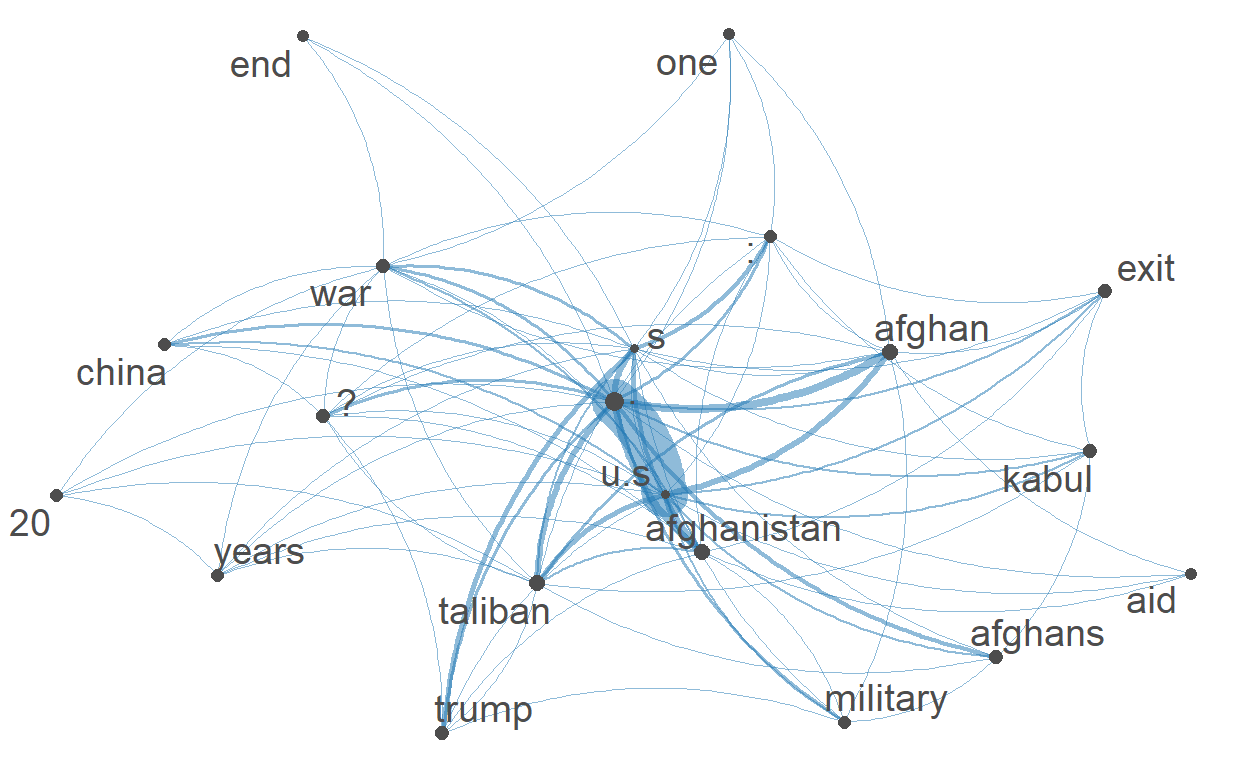 end
one
:
war
exit
s
afghan
china
?
.
u.s
kabul
20
afghanistan
years
taliban
aid
afghans
military
trump